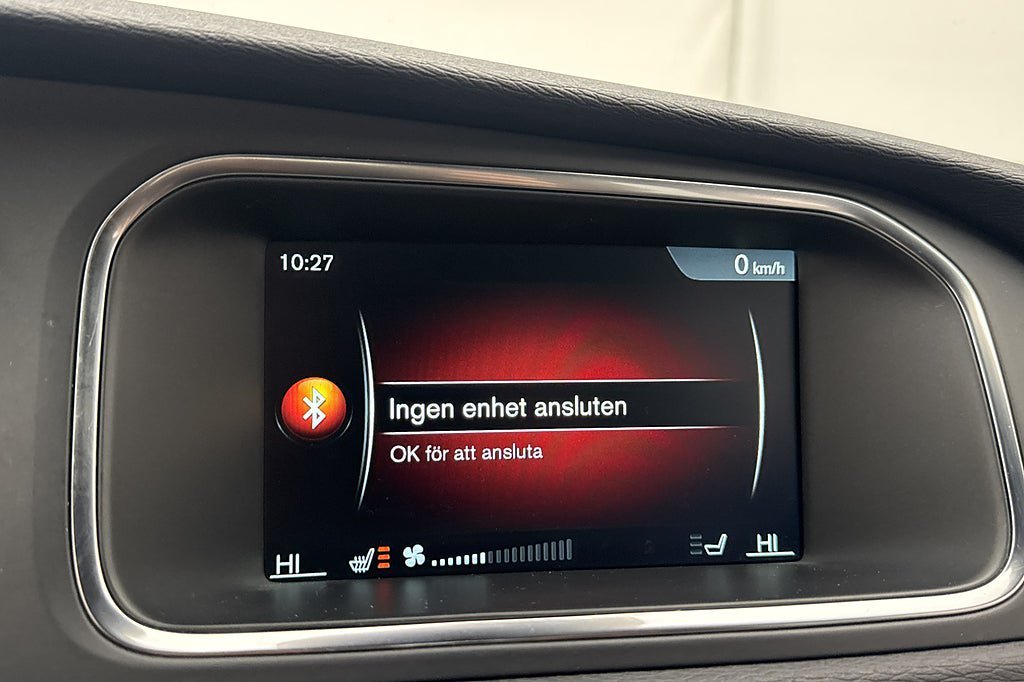 10:27
0 km/h
Ingen enhet ansluten
OK för att ansluta
HI
HI